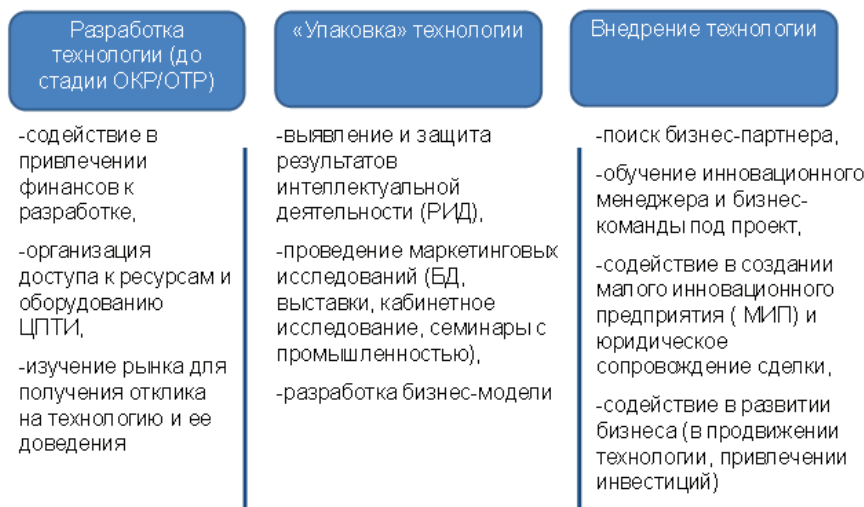 Разработка
технологии (до
стадии ОКР/ОТР)
-содействие в
привлечении
финансов к
разработке,
-организация
доступа к ресурсам и
оборудованию
ЦПТИ,
-изучение рынка для
получения отклика
на технологию и ее
доведения
«Упаковка» технологии
-выявление и защита
результатов
интеллектуальной
деятельности (РИД),
-проведение маркетинговых
исследований (БД,
выставки, кабинетное
исследование, семинары с
промышленностью),
-разработка бизнес-модели
Внедрение технологии
-поиск бизнес-партнера,
-обучение инновационного
менеджера и бизнес-
команды под проект,
-содействие в создании
малого инновационного
предприятия ( МИП) и
юридическое
сопровождение сделки,
-содействие в развитии
бизнеса (в продвижении
технологии, привлечении
инвестиций)